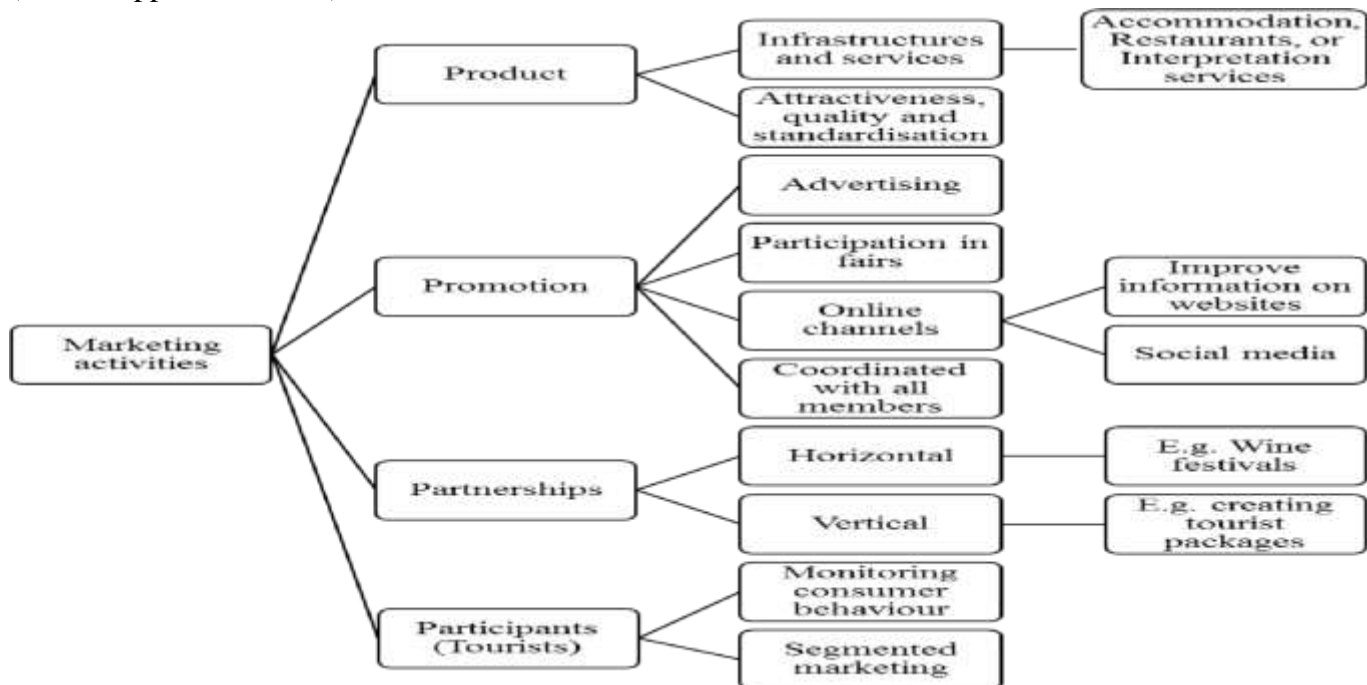 Product
Infrastructures
and services
Accommodation,
Restaurants, or
Interpretation
services
Attractiveness,
quality and
standardisation
Promotion
Advertising
Participation in
fairs
Online
channels
Improve
information on
websites
Social media
Coordinated
with all
members
Marketing
activities
Partnerships
Horizontal
E.g. Wine
festivals
Vertical
E.g. creating
tourist
packages
Participants
(Tourists)
Monitoring
consumer
behaviour
Segmented
marketing